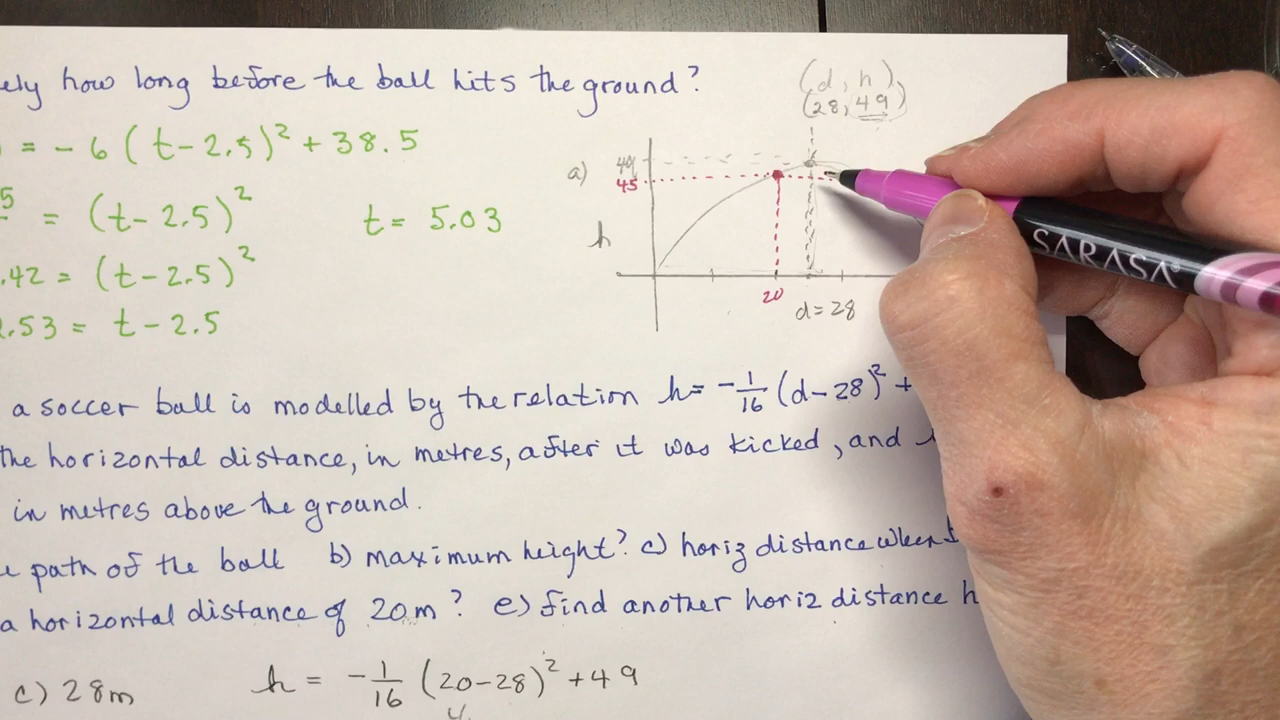 ely how long before the ball hits the ground?
= - 6 (t - 2.5)² + 38.5
5 = (t - 2.5)²
t = 5.03
.42 = (t - 2.5)²
2.53 = t - 2.5
(d, h)
(28, 49)
a)
49
45
h
20
d = 28
SARASA
a soccer ball is modelled by the relation h = -1/16 (d - 28)² +
the horizontal distance, in metres, after it was kicked, and
in metres above the ground.
path of the ball b) maximum height? c) horiz distance when
a horizontal distance of 20m? e) find another horiz distance h
c) 28m
h = -1/16 (20-28)² + 49